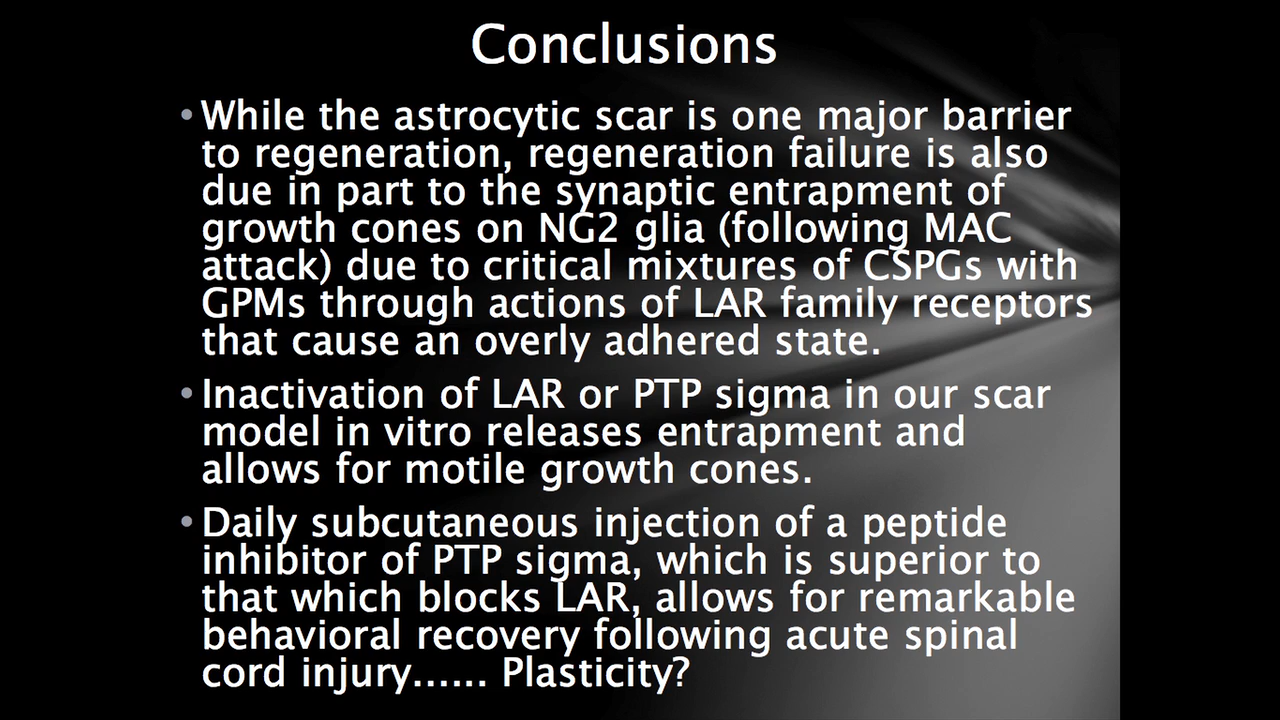 Conclusions
• While the astrocytic scar is one major barrier
to regeneration, regeneration failure is also
due in part to the synaptic entrapment of
growth cones on NG2 glia (following MAC
attack) due to critical mixtures of CSPGs with
GPMs through actions of LAR family receptors
that cause an overly adhered state.
• Inactivation of LAR or PTP sigma in our scar
model in vitro releases entrapment and
allows for motile growth cones.
• Daily subcutaneous injection of a peptide
inhibitor of PTP sigma, which is superior to
that which blocks LAR, allows for remarkable
behavioral recovery following acute spinal
cord injury...... Plasticity?